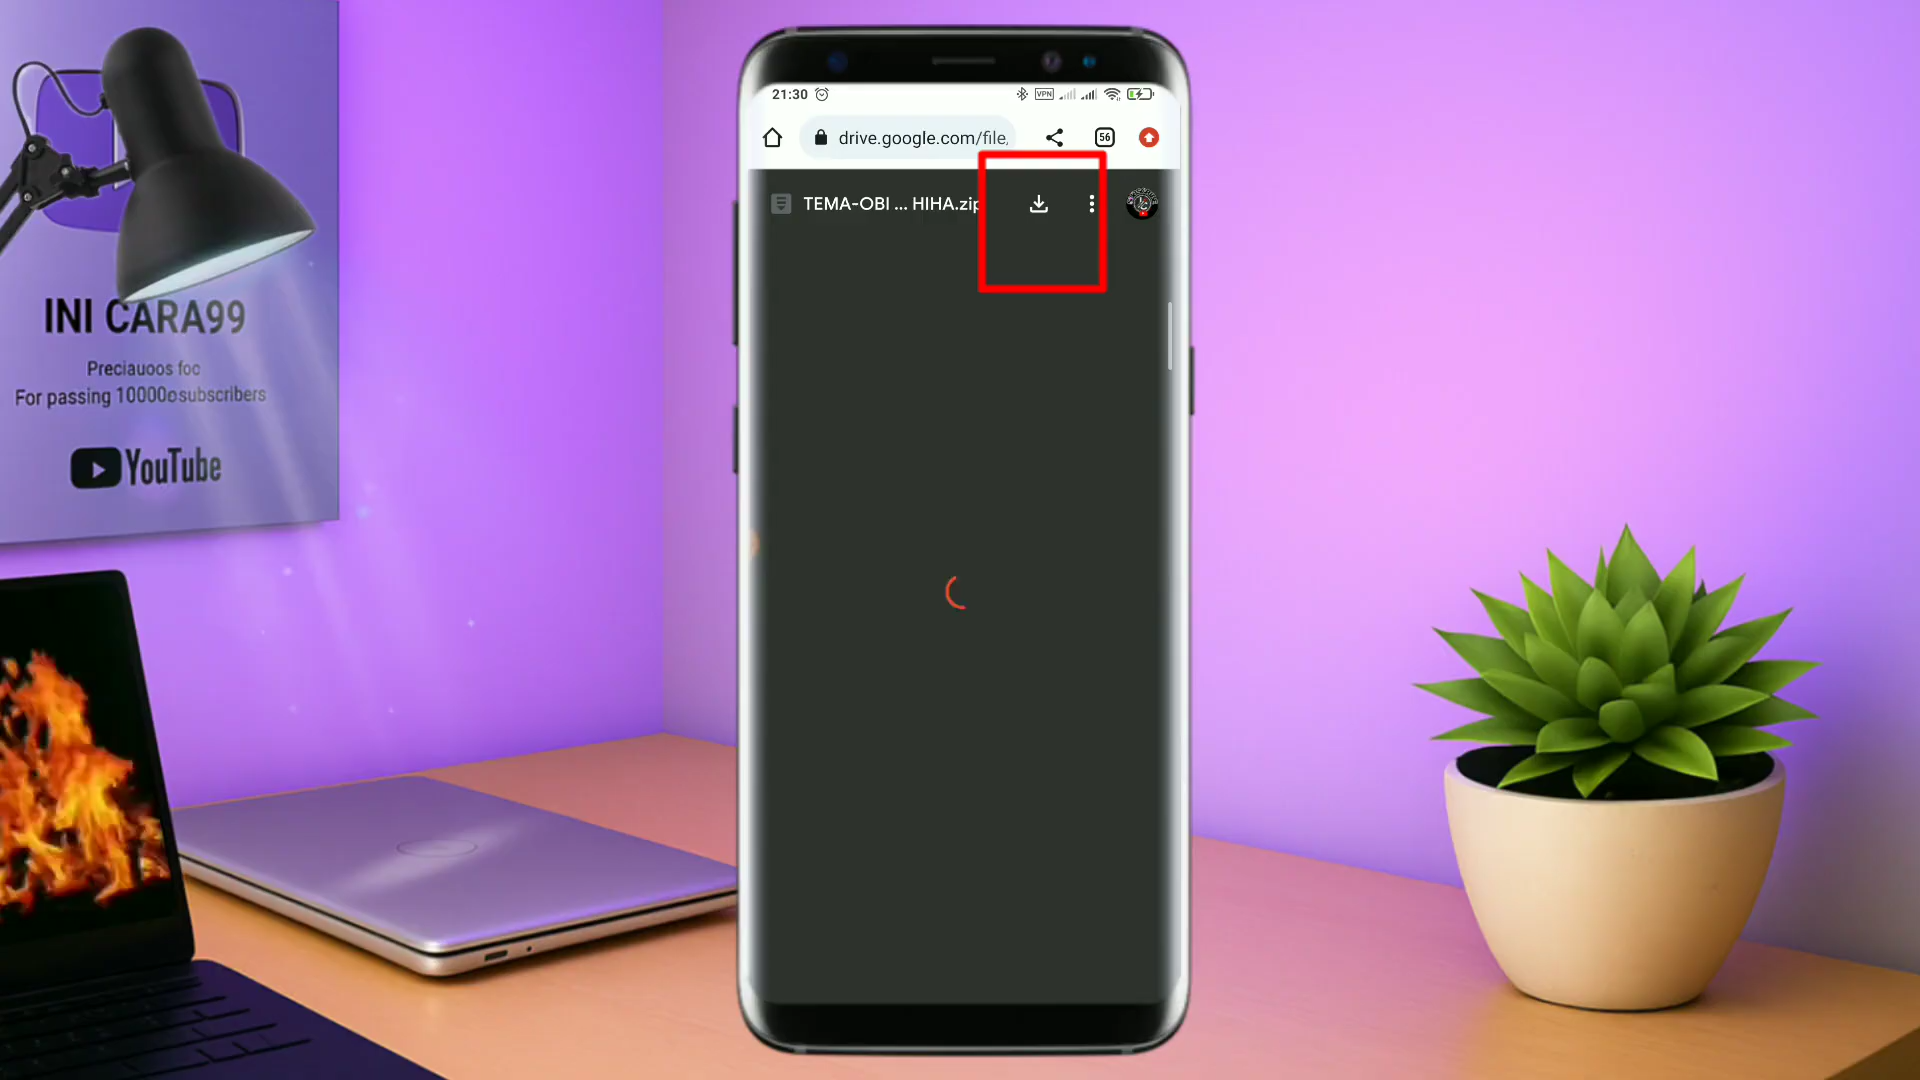 INI CARA99
Preciauoos foc
For passing 10000osubscribers
YouTube
21:30
VPN
drive.google.com/file,
56
TEMA-OBI ... HIHA.zip